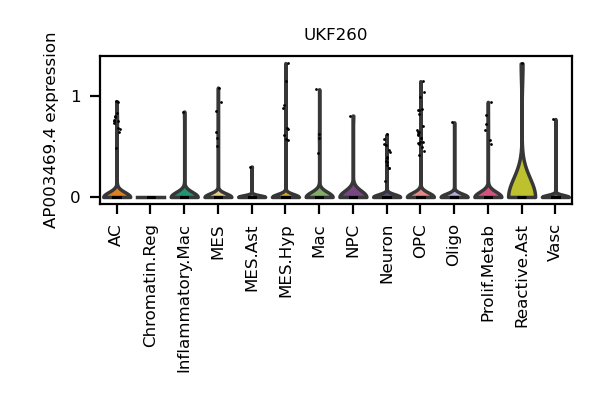 UKF260
AP003469.4 expression
1
0
AC
Chromatin.Reg
Inflammatory.Mac
MES
MES.Ast
MES.Hyp
Mac
NPC
Neuron
OPC
Oligo
Prolif.Metab
Reactive.Ast
Vasc